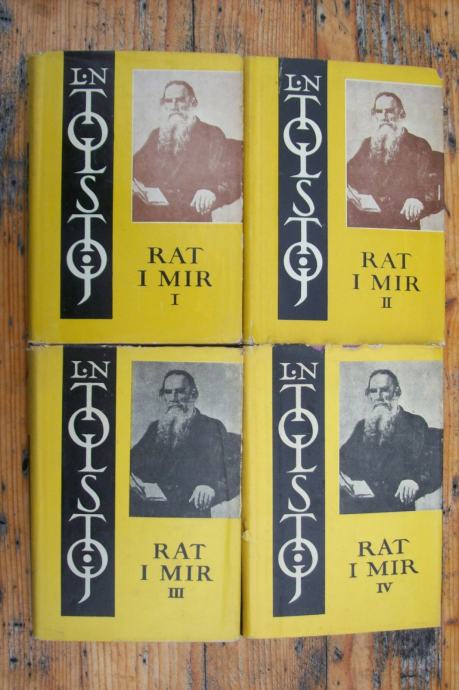 L·N
TOLSTOJ
RAT
I MIR
I
L·N
TOLSTOJ
RAT
I MIR
II
L·N
TOLSTOJ
RAT
I MIR
III
L·N
TOLSTOJ
RAT
I MIR
IV